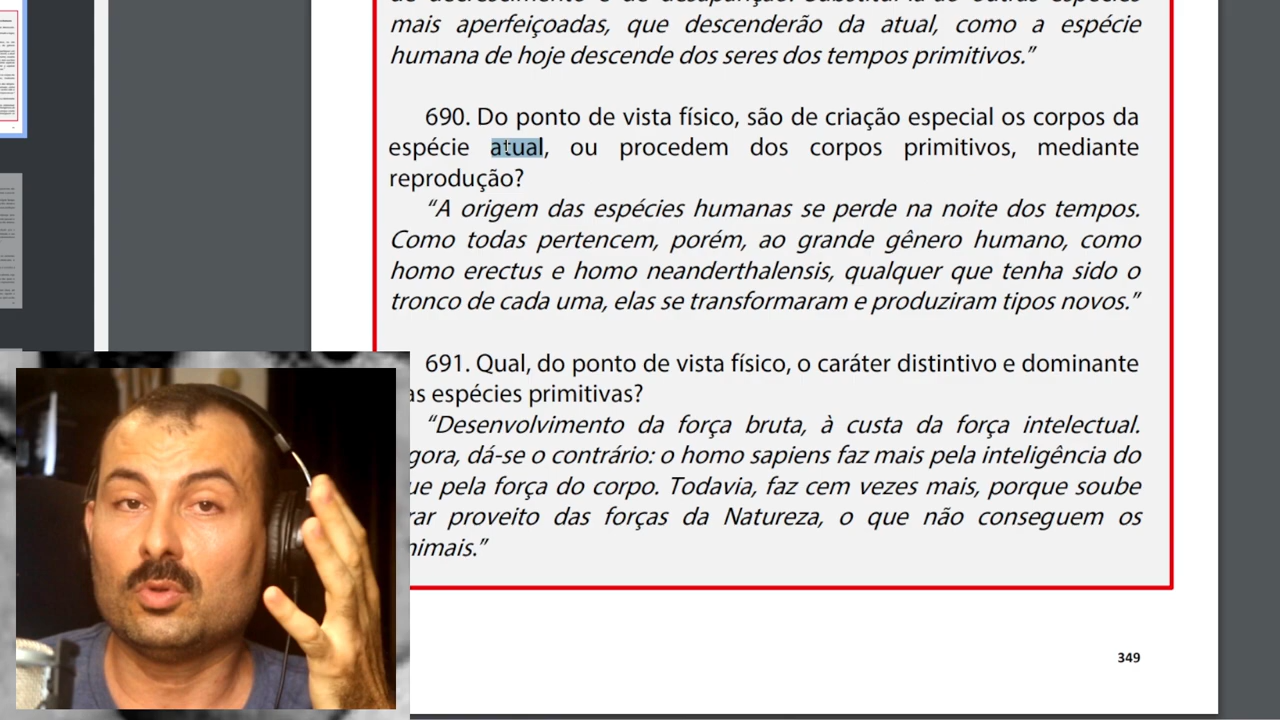 mais aperfeiçoadas, que descenderão da atual, como a espécie
humana de hoje descende dos seres dos tempos primitivos.”
690. Do ponto de vista físico, são de criação especial os corpos da
espécie atual, ou procedem dos corpos primitivos, mediante
reprodução?
“A origem das espécies humanas se perde na noite dos tempos.
Como todas pertencem, porém, ao grande gênero humano, como
homo erectus e homo neanderthalensis, qualquer que tenha sido o
tronco de cada uma, elas se transformaram e produziram tipos novos.”
691. Qual, do ponto de vista físico, o caráter distintivo e dominante
as espécies primitivas?
“Desenvolvimento da força bruta, à custa da força intelectual.
gora, dá-se o contrário: o homo sapiens faz mais pela inteligência do
ue pela força do corpo. Todavia, faz cem vezes mais, porque soube
rar proveito das forças da Natureza, o que não conseguem os
nimais.”
349